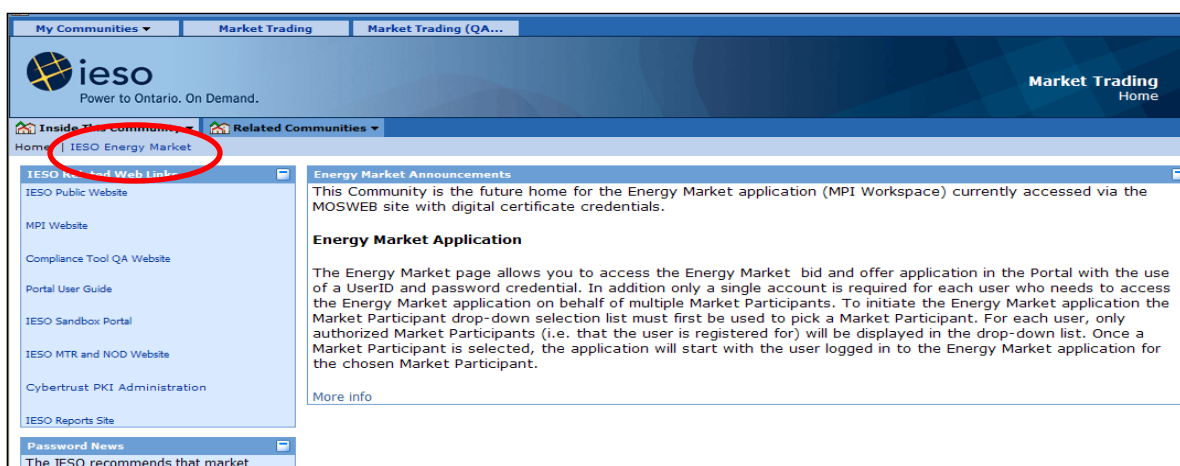 My Communities Market Trading Market Trading (QA...
ieso
Power to Ontario. On Demand.
Market Trading
Home
Inside This Community Related Communities
Home | IESO Energy Market
IESO Related Web Links
IESO Public Website
MPI Website
Compliance Tool QA Website
Portal User Guide
IESO Sandbox Portal
IESO MTR and NOD Website
Cybertrust PKI Administration
IESO Reports Site
Password News
The IESO recommends that market
Energy Market Announcements
This Community is the future home for the Energy Market application (MPI Workspace) currently accessed via the
MOSWEB site with digital certificate credentials.
Energy Market Application
The Energy Market page allows you to access the Energy Market bid and offer application in the Portal with the use
of a UserID and password credential. In addition only a single account is required for each user who needs to access
the Energy Market application on behalf of multiple Market Participants. To initiate the Energy Market application the
Market Participant drop-down selection list must first be used to pick a Market Participant. For each user, only
authorized Market Participants (i.e. that the user is registered for) will be displayed in the drop-down list. Once a
Market Participant is selected, the application will start with the user logged in to the Energy Market application for
the chosen Market Participant.
More info